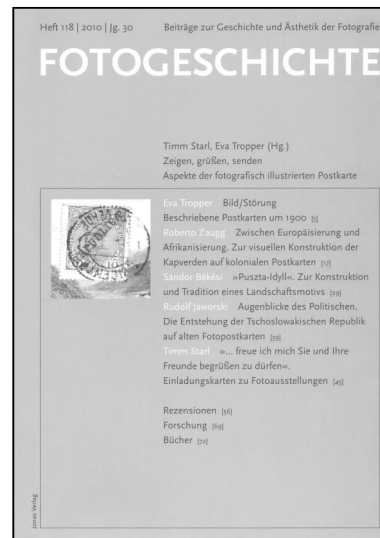 Heft 118 | 2010 | Jg. 30 Beiträge zur Geschichte und Ästhetik der Fotografie
FOTOGESCHICHTE
Timm Starl, Eva Tropper (Hg.)
Zeigen, grüßen, senden
Aspekte der fotografisch illustrierten Postkarte
Eva Tropper Bild/Störung
Beschriebene Postkarten um 1900 [5]
Roberto Zaugg Zwischen Europäisierung und
Afrikanisierung. Zur visuellen Konstruktion der
Kapverden auf kolonialen Postkarten [17]
Sándor Békési »Puszta-Idyll«. Zur Konstruktion
und Tradition eines Landschaftsmotivs [29]
Rudolf Jaworski Augenblicke des Politischen.
Die Entstehung der Tschoslowakischen Republik
auf alten Fotopostkarten [39]
Timm Starl »... freue ich mich Sie und Ihre
Freunde begrüßen zu dürfen«.
Einladungskarten zu Fotoausstellungen [45]
Rezensionen [56]
Forschung [69]
Bücher [72]
Jonas Verlag